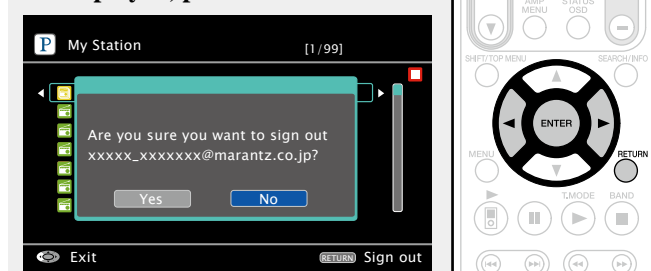 P My Station [1/99]
Are you sure you want to sign out
xxxxx_xxxxxxx@marantz.co.jp?
Yes No
Exit RETURN Sign out
AMP
MENU
STATUS
OSD
SHIFT/TOP MENU SEARCH/INFO
ENTER
MENU RETURN
T.MODE BAND